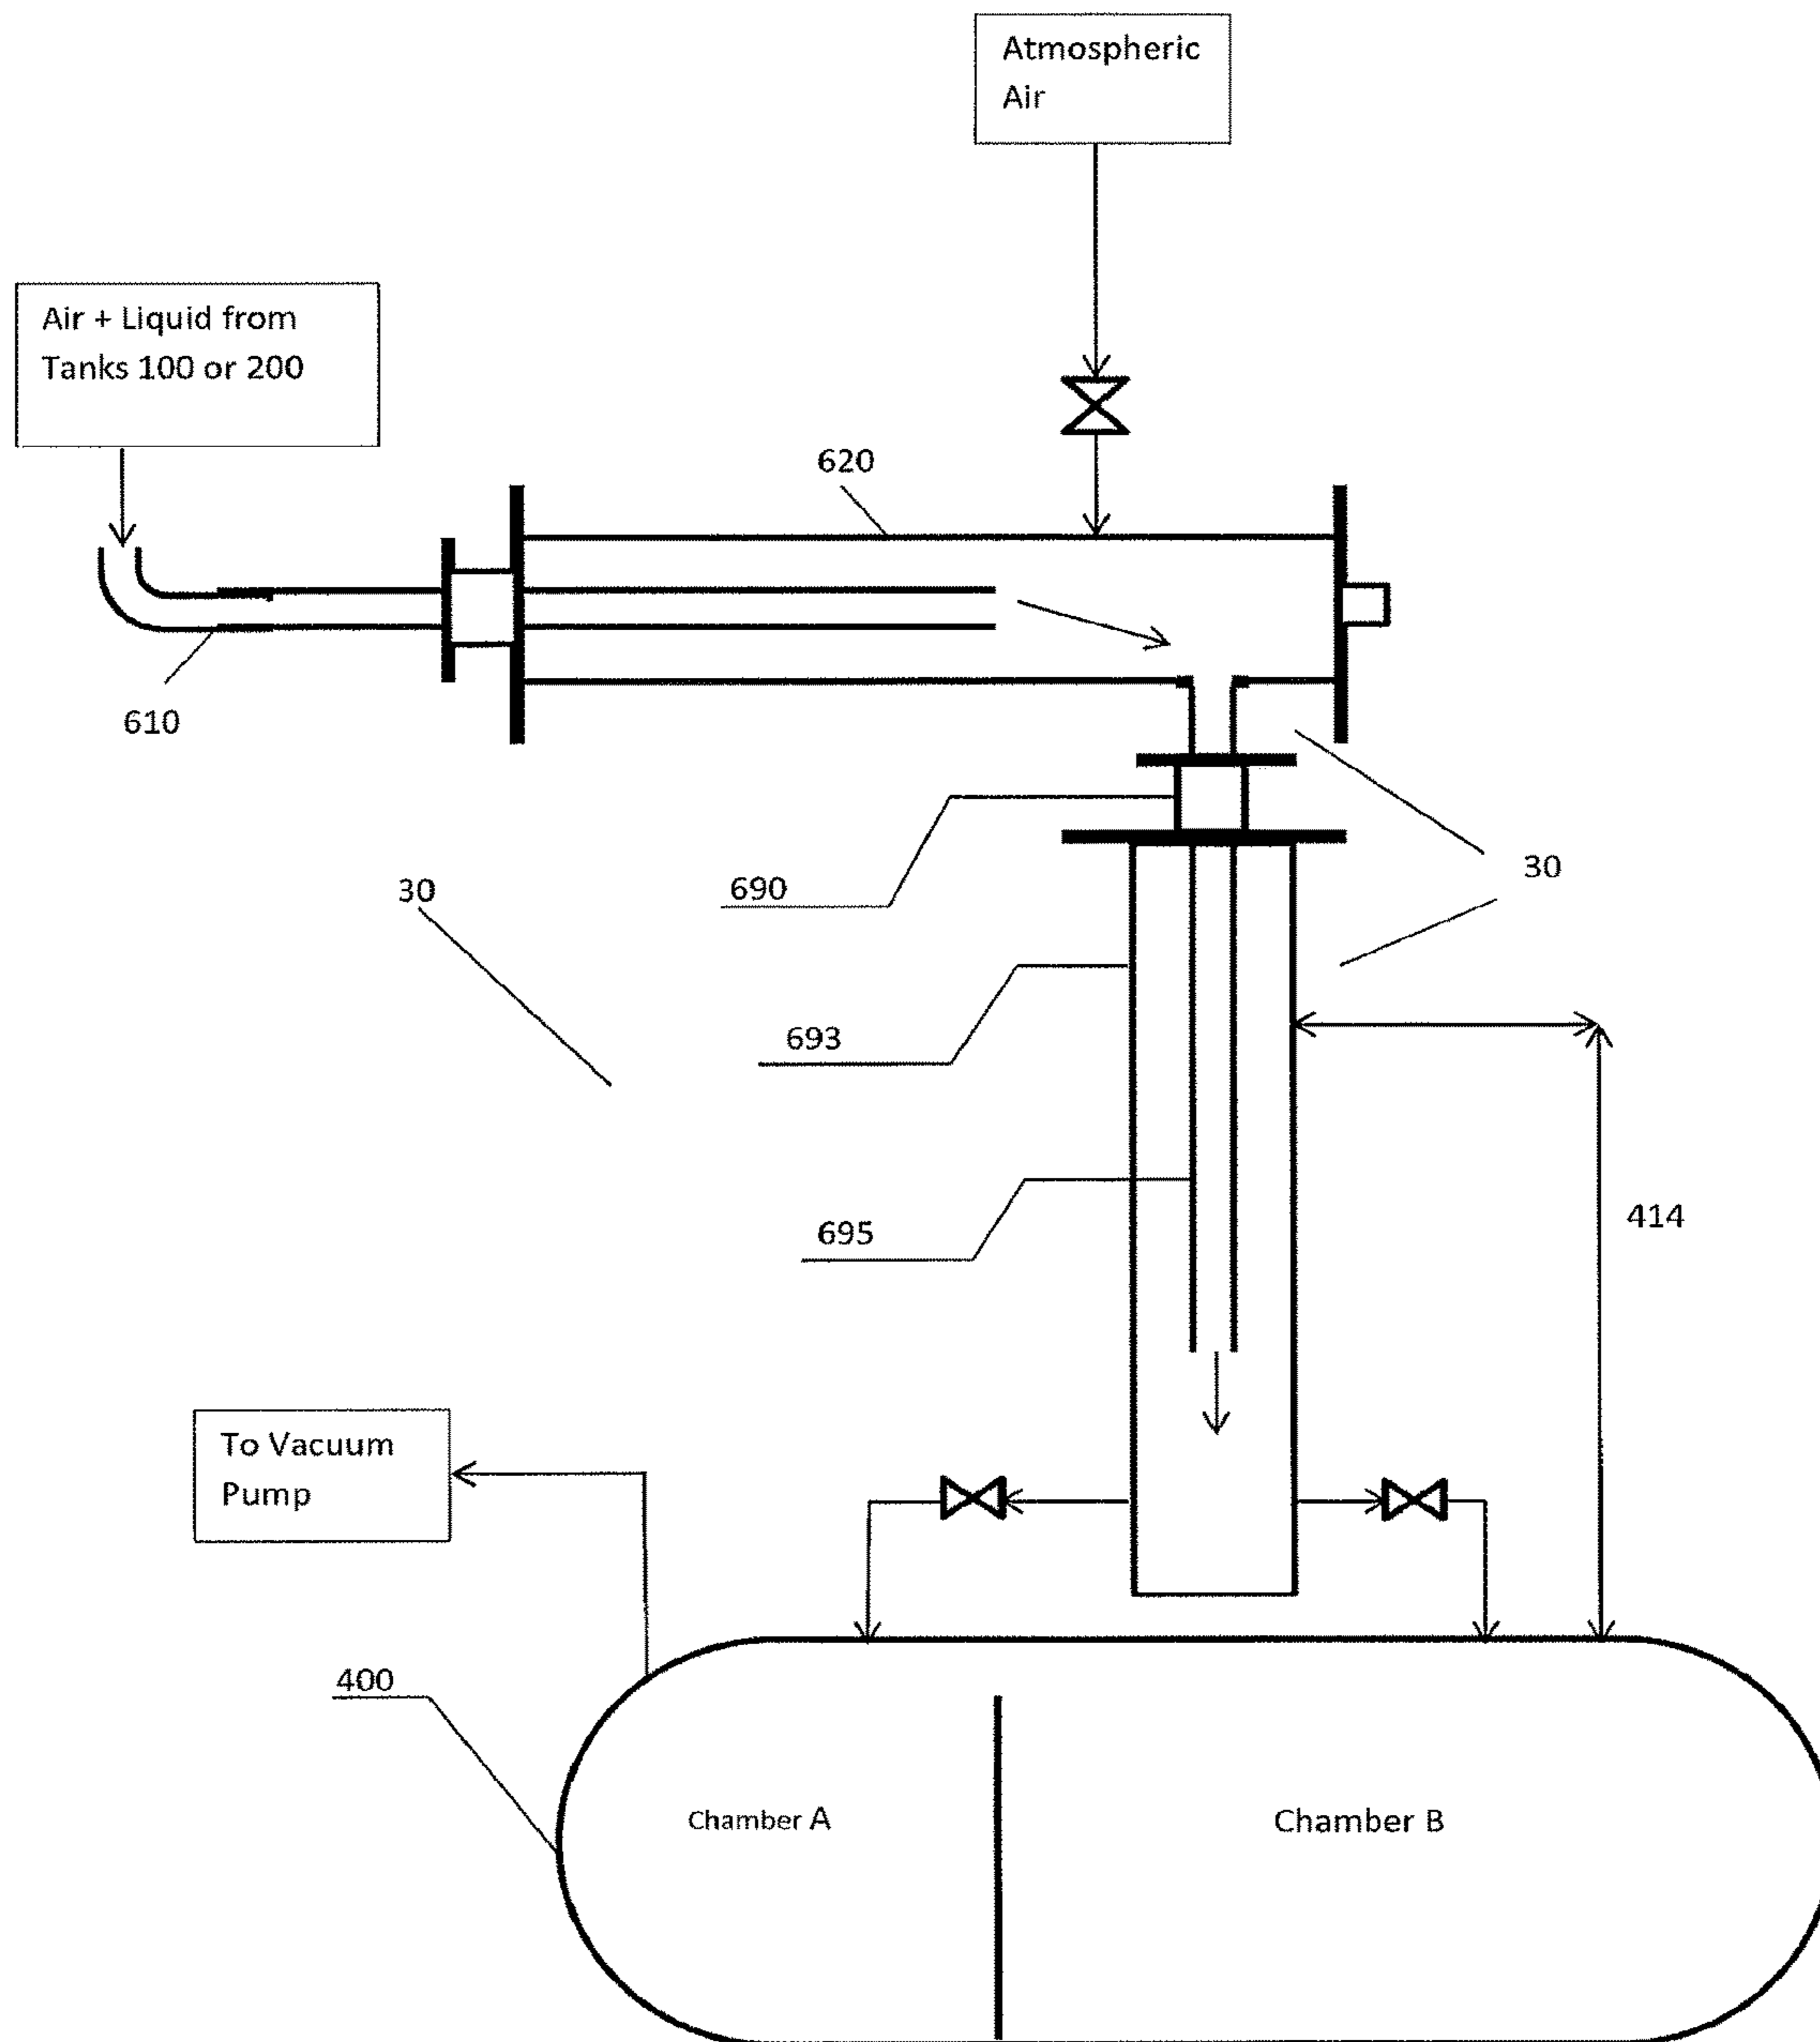 Atmospheric
Air
Air + Liquid from
Tanks 100 or 200
620
610
690
30
30
693
695
414
To Vacuum
Pump
400
Chamber A
Chamber B